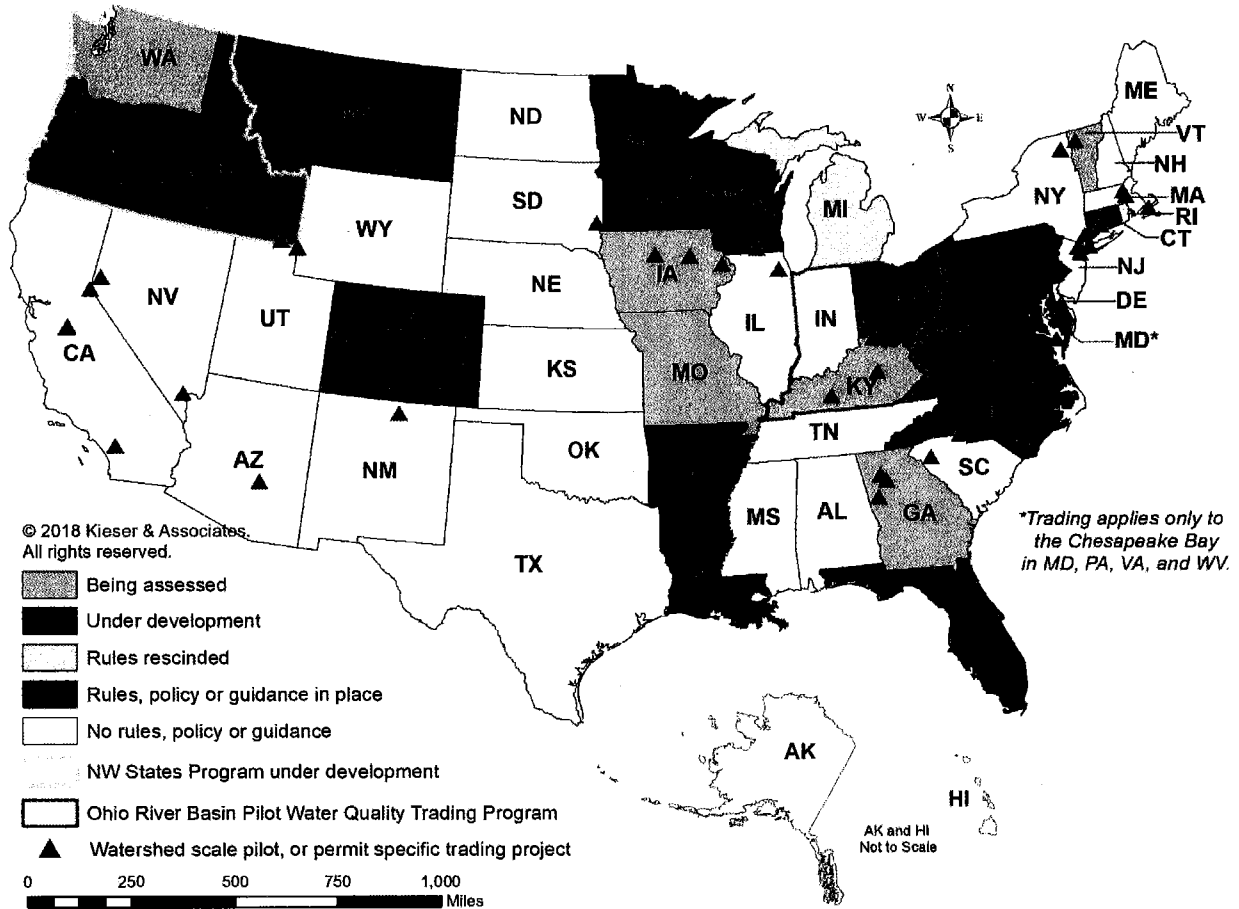 WA
ND
ME
N
W E
S
VT
NH
SD
NY
MA
MI
RI
WY
CT
IA
NJ
NE
DE
NV
IL
IN
UT
MD*
CA
KS
MO
KY
TN
OK
AZ
NM
SC
MS
AL
GA
*Trading applies only to
the Chesapeake Bay
in MD, PA, VA, and WV.
TX
© 2018 Kieser & Associates.
All rights reserved.
Being assessed
Under development
Rules rescinded
Rules, policy or guidance in place
No rules, policy or guidance
NW States Program under development
Ohio River Basin Pilot Water Quality Trading Program
Watershed scale pilot, or permit specific trading project
AK
HI
AK and HI
Not to Scale
0 250 500 750 1,000
Miles